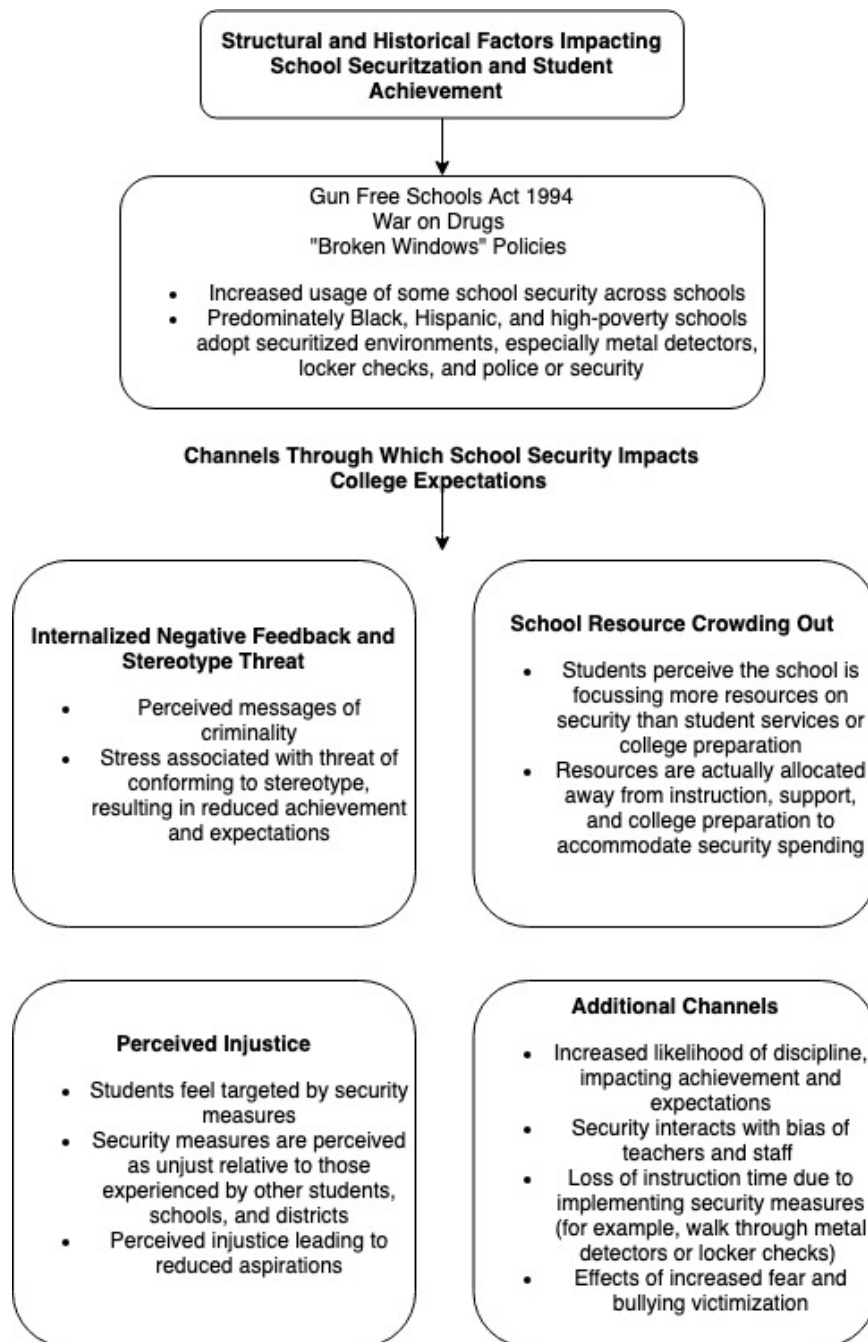 Structural and Historical Factors Impacting
School Securitzation and Student
Achievement
Gun Free Schools Act 1994
War on Drugs
"Broken Windows" Policies
• Increased usage of some school security across schools
• Predominately Black, Hispanic, and high-poverty schools
adopt securitized environments, especially metal detectors,
locker checks, and police or security
Channels Through Which School Security Impacts
College Expectations
Internalized Negative Feedback and
Stereotype Threat
• Perceived messages of
criminality
• Stress associated with threat of
conforming to stereotype,
resulting in reduced achievement
and expectations
School Resource Crowding Out
• Students perceive the school is
focussing more resources on
security than student services or
college preparation
• Resources are actually allocated
away from instruction, support,
and college preparation to
accommodate security spending
Perceived Injustice
• Students feel targeted by security
measures
• Security measures are perceived
as unjust relative to those
experienced by other students,
schools, and districts
• Perceived injustice leading to
reduced aspirations
Additional Channels
• Increased likelihood of discipline,
impacting achievement and
expectations
• Security interacts with bias of
teachers and staff
• Loss of instruction time due to
implementing security measures
(for example, walk through metal
detectors or locker checks)
• Effects of increased fear and
bullying victimization